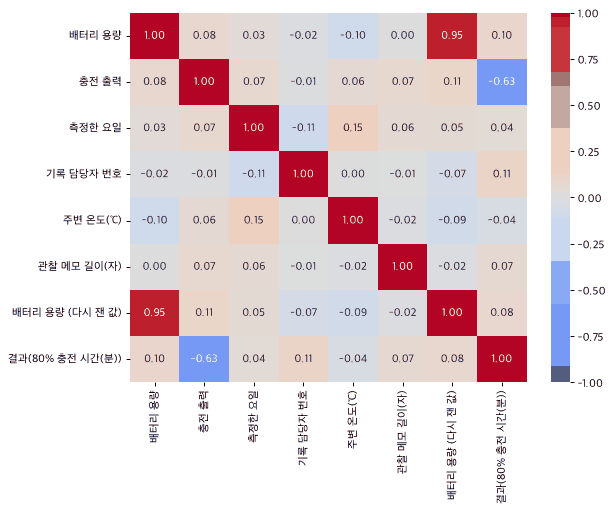 배터리 용량 1.00 0.08 0.03 -0.02 -0.10 0.00 0.95 0.10
충전 출력 0.08 1.00 0.07 -0.01 0.06 0.07 0.11 -0.63
측정한 요일 0.03 0.07 1.00 -0.11 0.15 0.06 0.05 0.04
기록 담당자 번호 -0.02 -0.01 -0.11 1.00 0.00 -0.01 -0.07 0.11
주변 온도(℃) -0.10 0.06 0.15 0.00 1.00 -0.02 -0.09 -0.04
관찰 메모 길이(자) 0.00 0.07 0.06 -0.01 -0.02 1.00 -0.02 0.07
배터리 용량 (다시 잰 값) 0.95 0.11 0.05 -0.07 -0.09 -0.02 1.00 0.08
결과(80% 충전 시간(분)) 0.10 -0.63 0.04 0.11 -0.04 0.07 0.08 1.00
배터리 용량
충전 출력
측정한 요일
기록 담당자 번호
주변 온도(℃)
관찰 메모 길이(자)
배터리 용량 (다시 잰 값)
결과(80% 충전 시간(분))
1.00
0.75
0.50
0.25
0.00
-0.25
-0.50
-0.75
-1.00